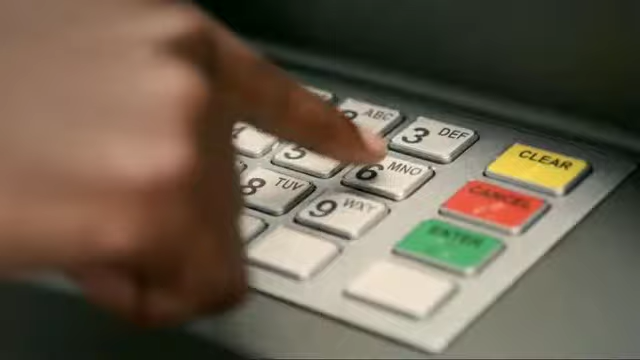 ABC
3 DEF
5
6 MNO
8 TUV
9 WXY
CLEAR
CANCEL
ENTER